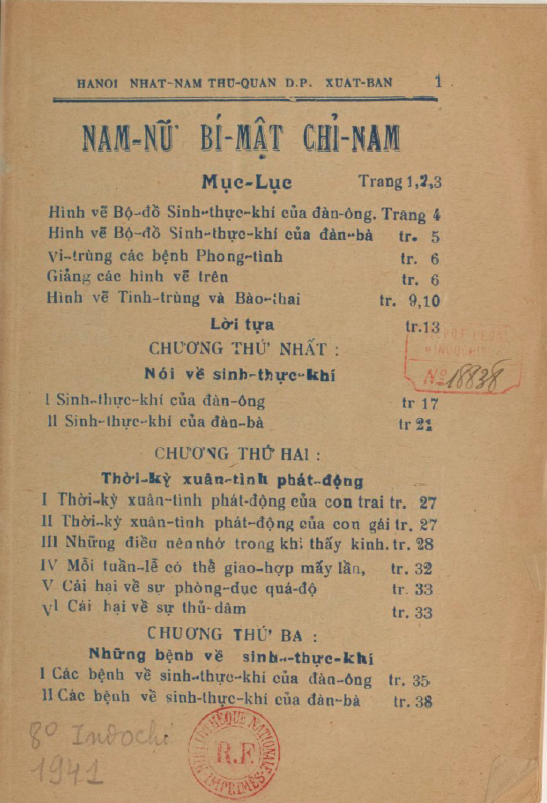 HANOI NHAT-NAM THU-QUAN D.P. XUAT-BAN 1
NAM-NỮ BÍ-MẬT CHỈ-NAM
Mục-Lục Trang 1,2,3
Hình vẽ Bộ-đồ Sinh-thực-khí của đàn-ông. Trang 4
Hình vẽ Bộ-đồ Sinh-thực-khí của đàn-bà tr. 5
Vi-trùng các bệnh Phong-tình tr. 6
Giảng các hình vẽ trên tr. 6
Hình vẽ Tinh-trùng và Bào-thai tr. 9,10
Lời tựa tr.13
CHƯƠNG THỨ NHẤT :
Nói về sinh-thực-khí
Nº 18838
I Sinh-thực-khí của đàn-ông tr 17
II Sinh-thực-khí của đàn-bà tr 21
CHƯƠNG THỨ HAI :
Thời-kỳ xuân-tình phát-động
I Thời-kỳ xuân-tình phát-động của con trai tr. 27
II Thời-kỳ xuân-tình phát-động của con gái tr. 27
III Những điều nên nhớ trong khi thấy kinh. tr. 28
IV Mỗi tuần-lễ có thể giao-hợp mấy lần, tr. 32
V Cái hại về sự phòng-dục quá-độ tr. 33
VI Cái hại về sự thủ-dâm tr. 33
CHƯƠNG THỨ BA :
Những bệnh về sinh-thực-khí
I Các bệnh về sinh-thực-khí của đàn-ông tr. 35
II Các bệnh về sinh-thực-khí của đàn-bà tr. 38
8º Indochi
1941
BIBLIOTHÈQUE NATIONALE
R.F.
IMPRIMÉS